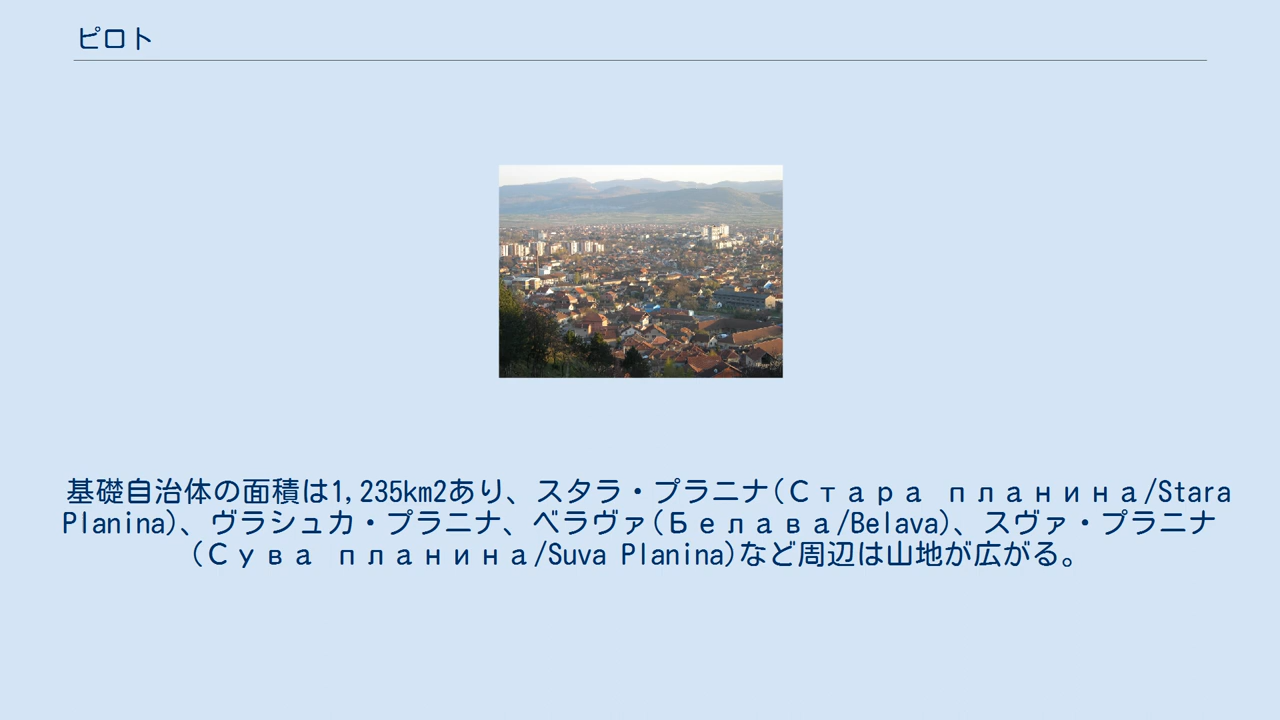 ピロト
基礎自治体の面積は1,235km2あり、スタラ・プラニナ(Стара планина/Stara
Planina)、ヴラシュカ・プラニナ、ベラヴァ(Белава/Belava)、スヴァ・プラニナ
(Сува планина/Suva Planina)など周辺は山地が広がる。